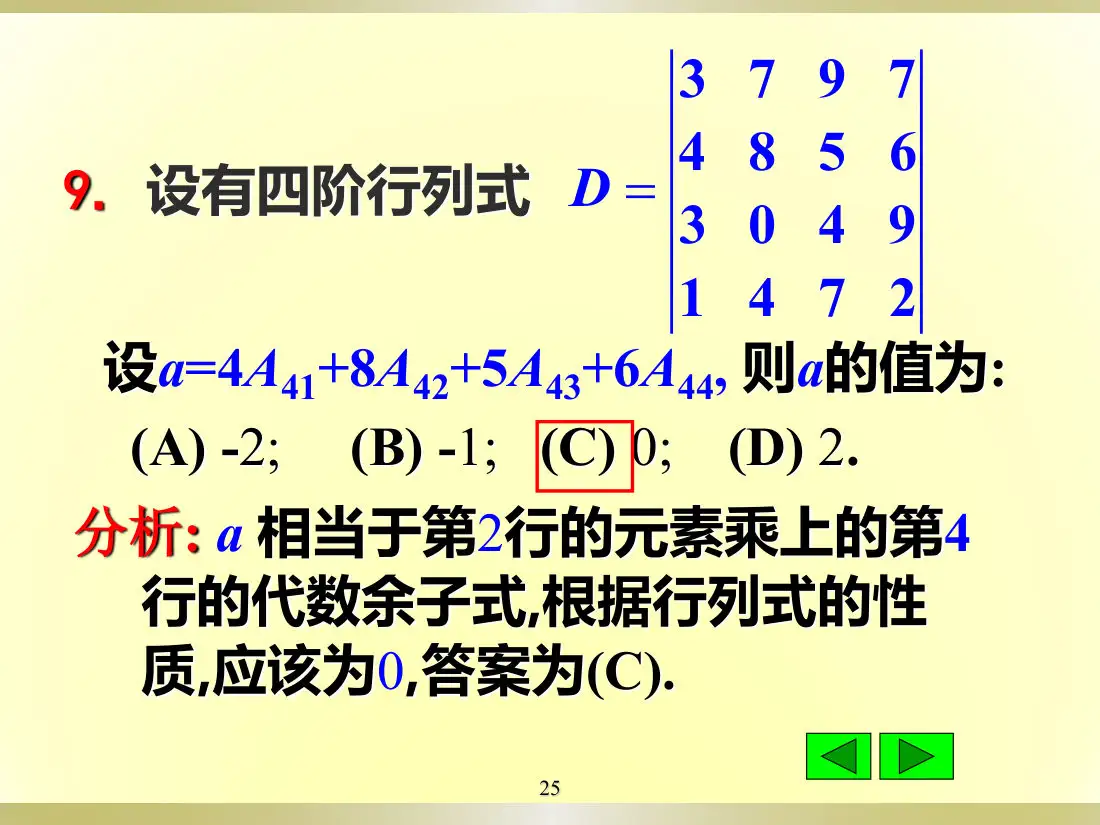 3 7 9 7
4 8 5 6
9. 设有四阶行列式 D =
3 0 4 9
1 4 7 2
设a=4A41+8A42+5A43+6A44, 则a的值为:
(A) -2; (B) -1; (C) 0; (D) 2.
分析: a 相当于第2行的元素乘上的第4
行的代数余子式,根据行列式的性
质,应该为0,答案为(C).
25